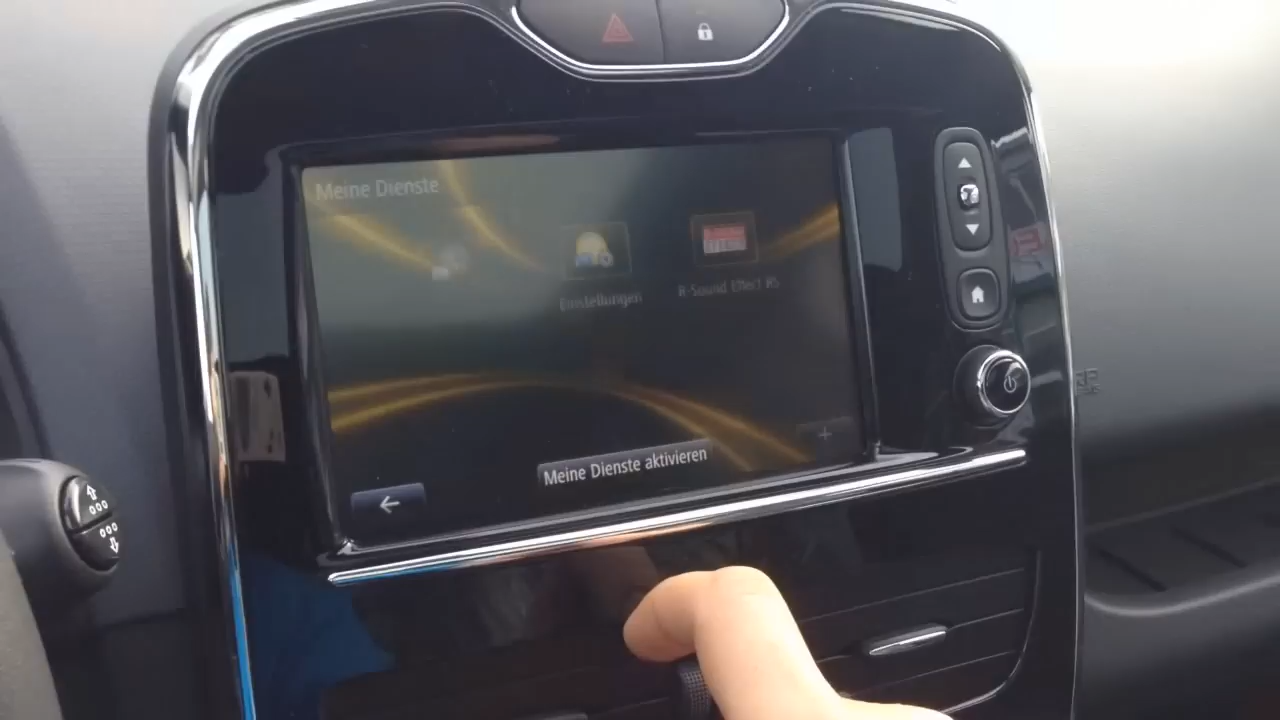 Meine Dienste
Einstellungen
R-Sound Effect RS
Meine Dienste aktivieren